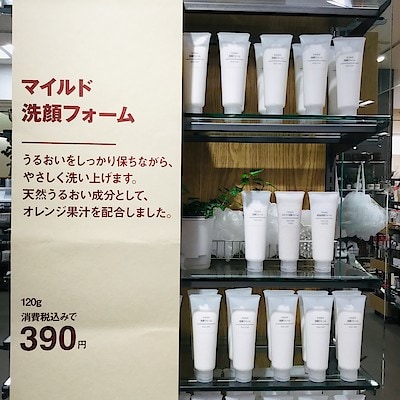 マイルド
洗顔フォーム
うるおいをしっかり保ちながら、
やさしく洗い上げます。
天然うるおい成分として、
オレンジ果汁を配合しました。
120g
消費税込みで
390円